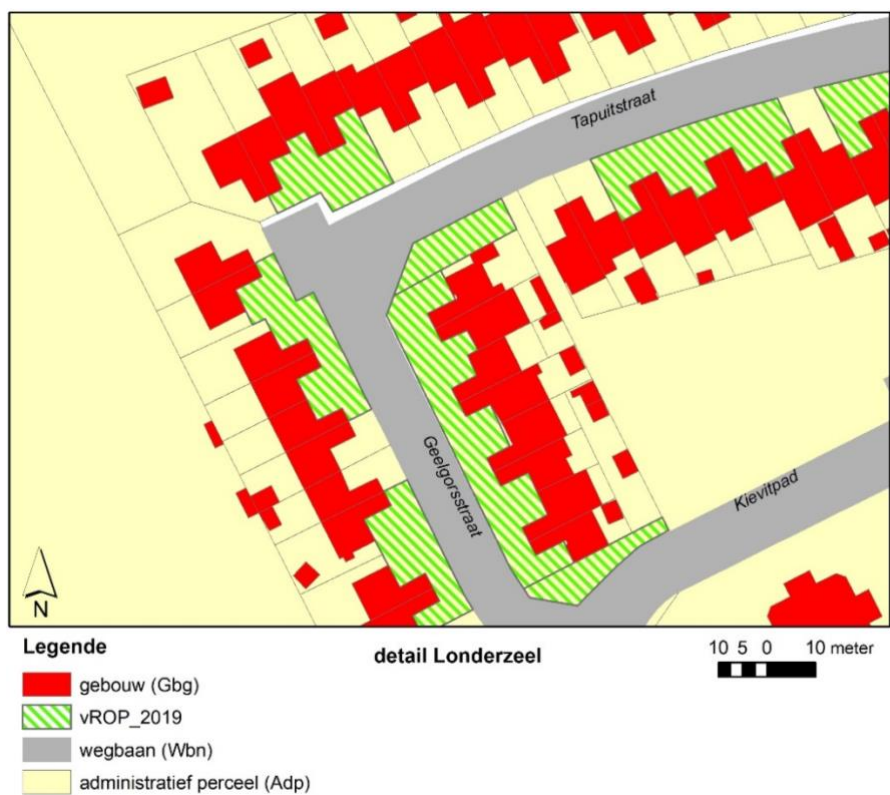 Tapuitstraat
Geelgorsstraat
Kievitpad
N
Legende
detail Londerzeel
10 5 0 10 meter
gebouw (Gbg)
vROP_2019
wegbaan (Wbn)
administratief perceel (Adp)